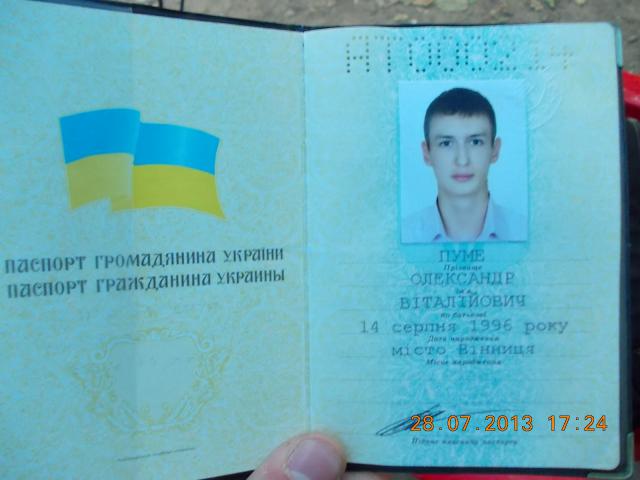 ПАСПОРТ ГРОМАДЯНИНА УКРАЇНИ
ПАСПОРТ ГРАЖДАНИНА УКРАИНЫ
ПУМЕ
Прізвище
ОЛЕКСАНДР
Ім'я
ВІТАЛІЙОВИЧ
По батькові
14 серпня 1996 року
Дата народження
місто Вінниця
Місце народження
Підпис власника паспорта
28.07.2013 17:24